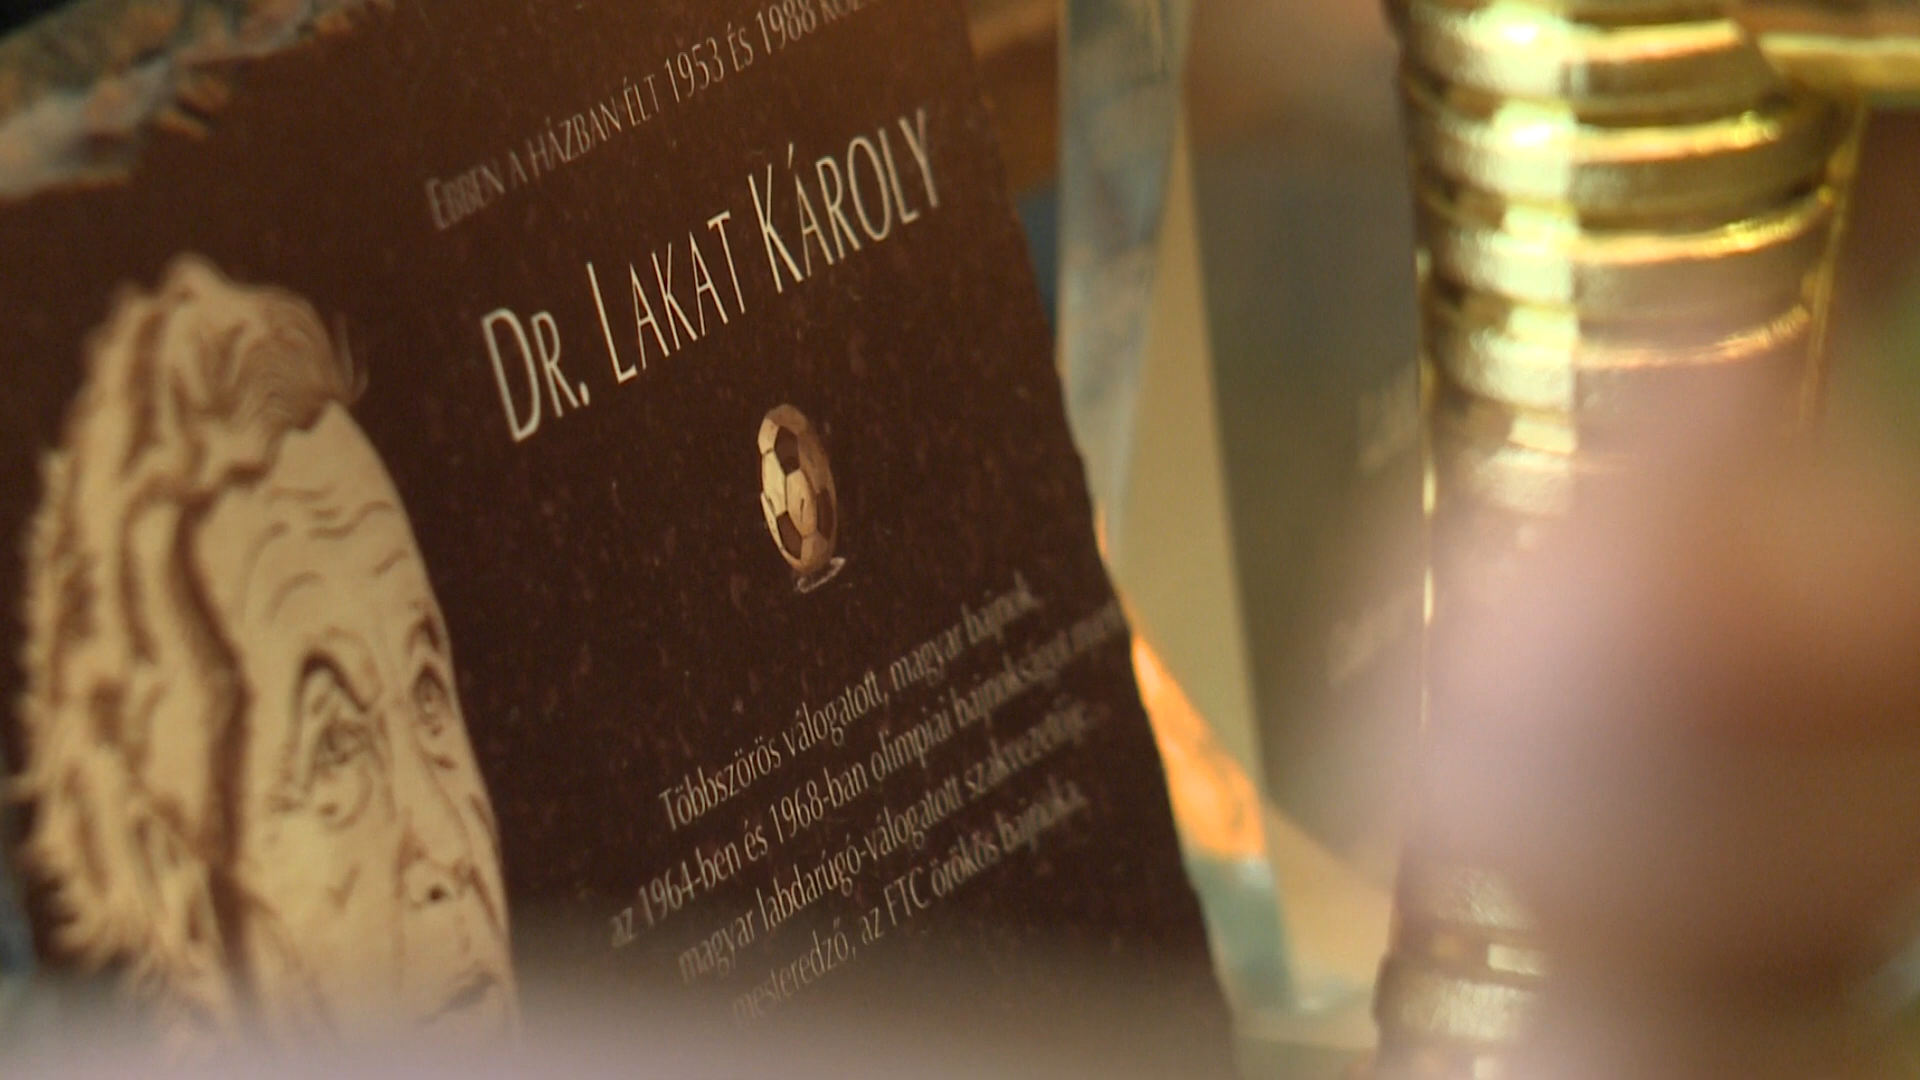 EBBEN A HÁZBAN ÉLT 1953 ÉS 1988
DR. LAKAT KÁROLY
Többszörös válogatott, magyar bajnok,
az 1964-ben és 1968-ban olimpiai bajnokságot nyert
magyar labdarúgó-válogatott szakvezetője,
mesteredző, az FTC örökös bajnoka.